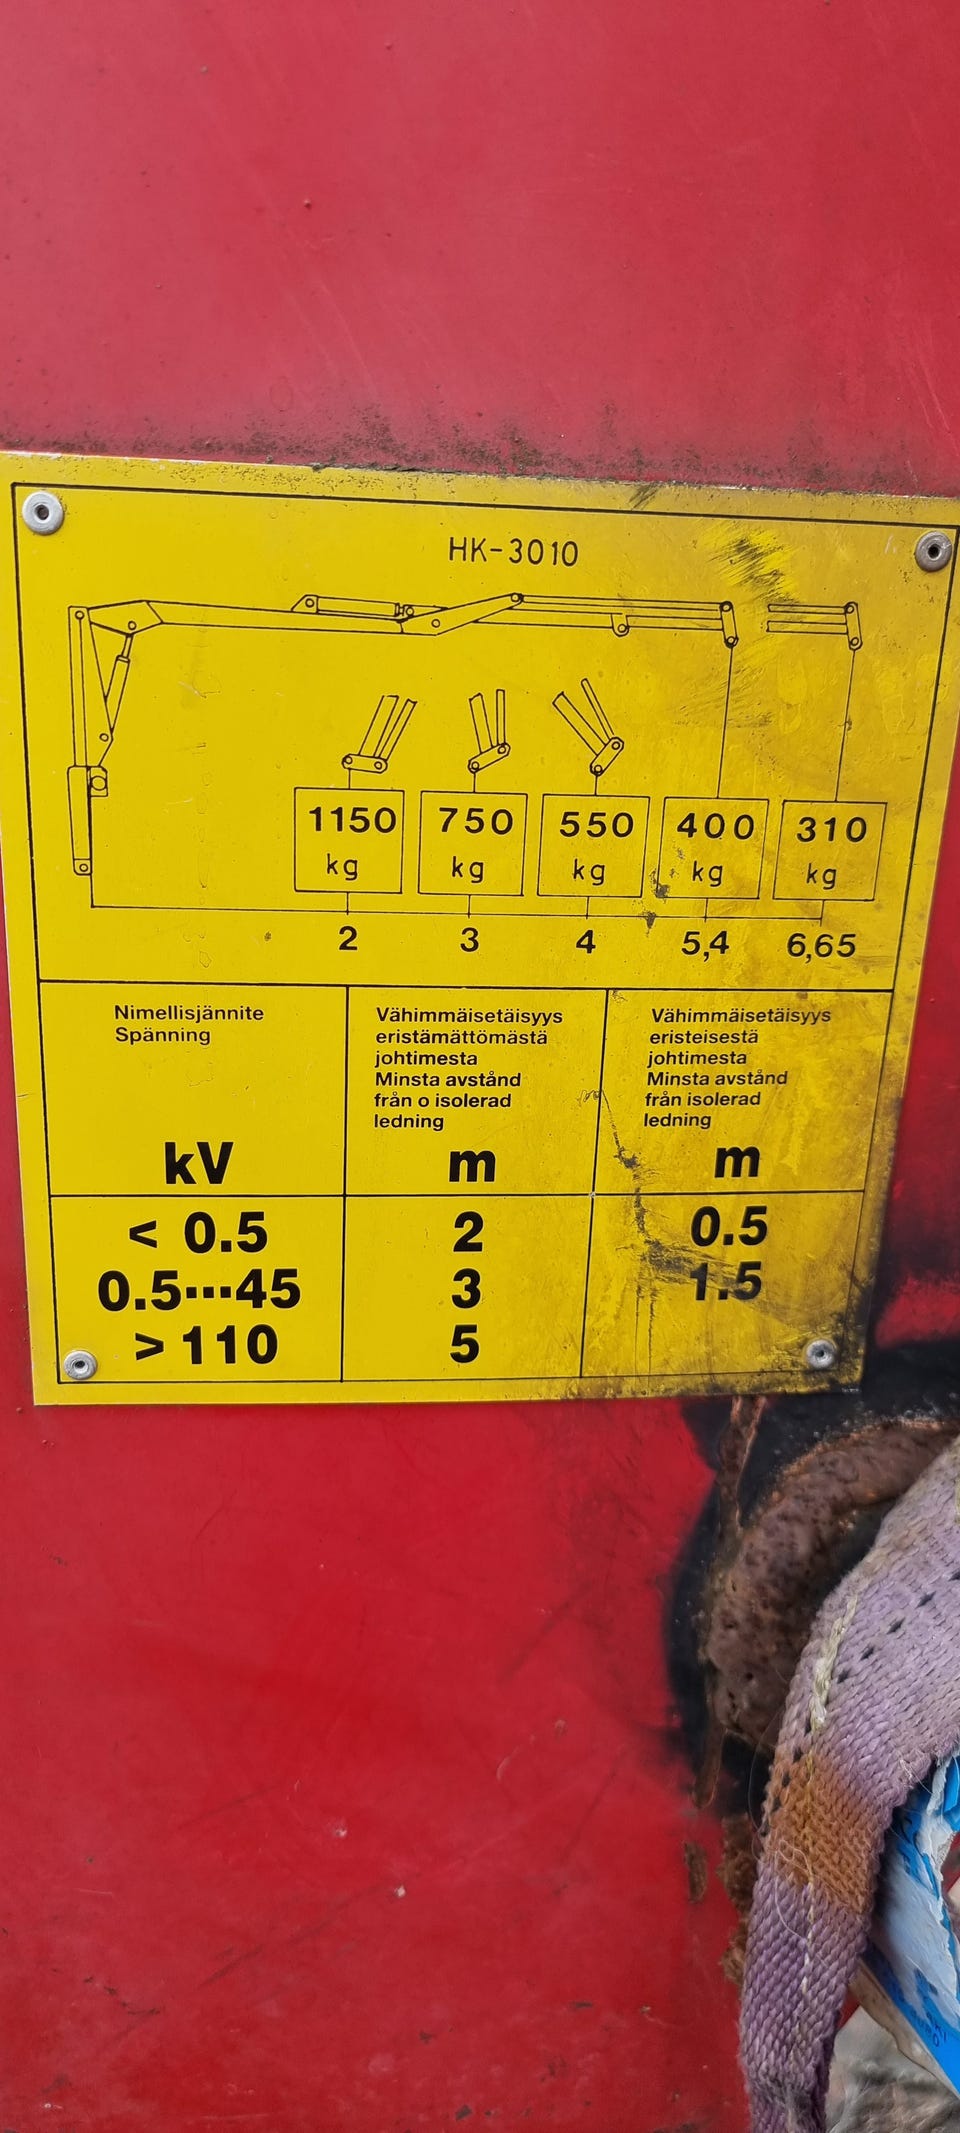 HK-3010
1150 750 550 400 310
kg kg kg kg kg
2 3 4 5,4 6,65
Nimellisjännite
Spänning
kV
Vähimmäisetäisyys
eristämättömästä
johtimesta
Minsta avstånd
från o isolerad
ledning
m
Vähimmäisetäisyys
eristeisestä
johtimesta
Minsta avstånd
från isolerad
ledning
m
< 0.5 2 0.5
0.5···45 3 1.5
> 110 5